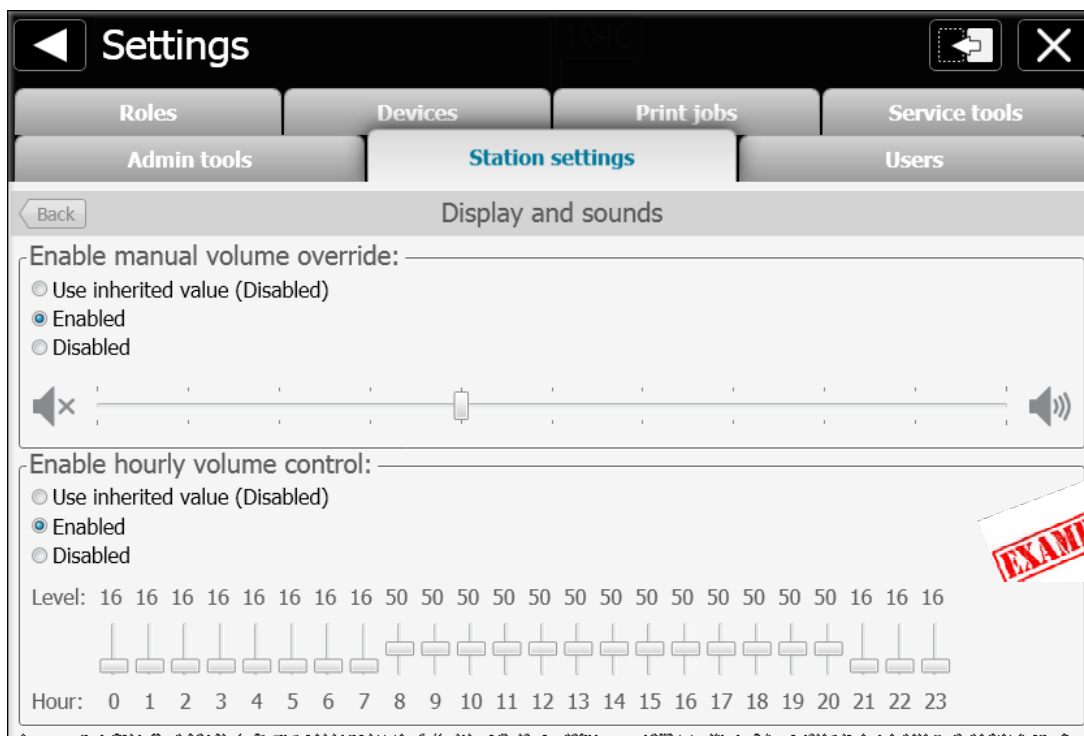 Settings
Roles Devices Print jobs Service tools
Admin tools Station settings Users
Back Display and sounds
Enable manual volume override:
Use inherited value (Disabled)
Enabled
Disabled
Enable hourly volume control:
Use inherited value (Disabled)
Enabled
Disabled
Level: 16 16 16 16 16 16 16 16 50 50 50 50 50 50 50 50 50 50 50 50 50 16 16 16
Hour: 0 1 2 3 4 5 6 7 8 9 10 11 12 13 14 15 16 17 18 19 20 21 22 23